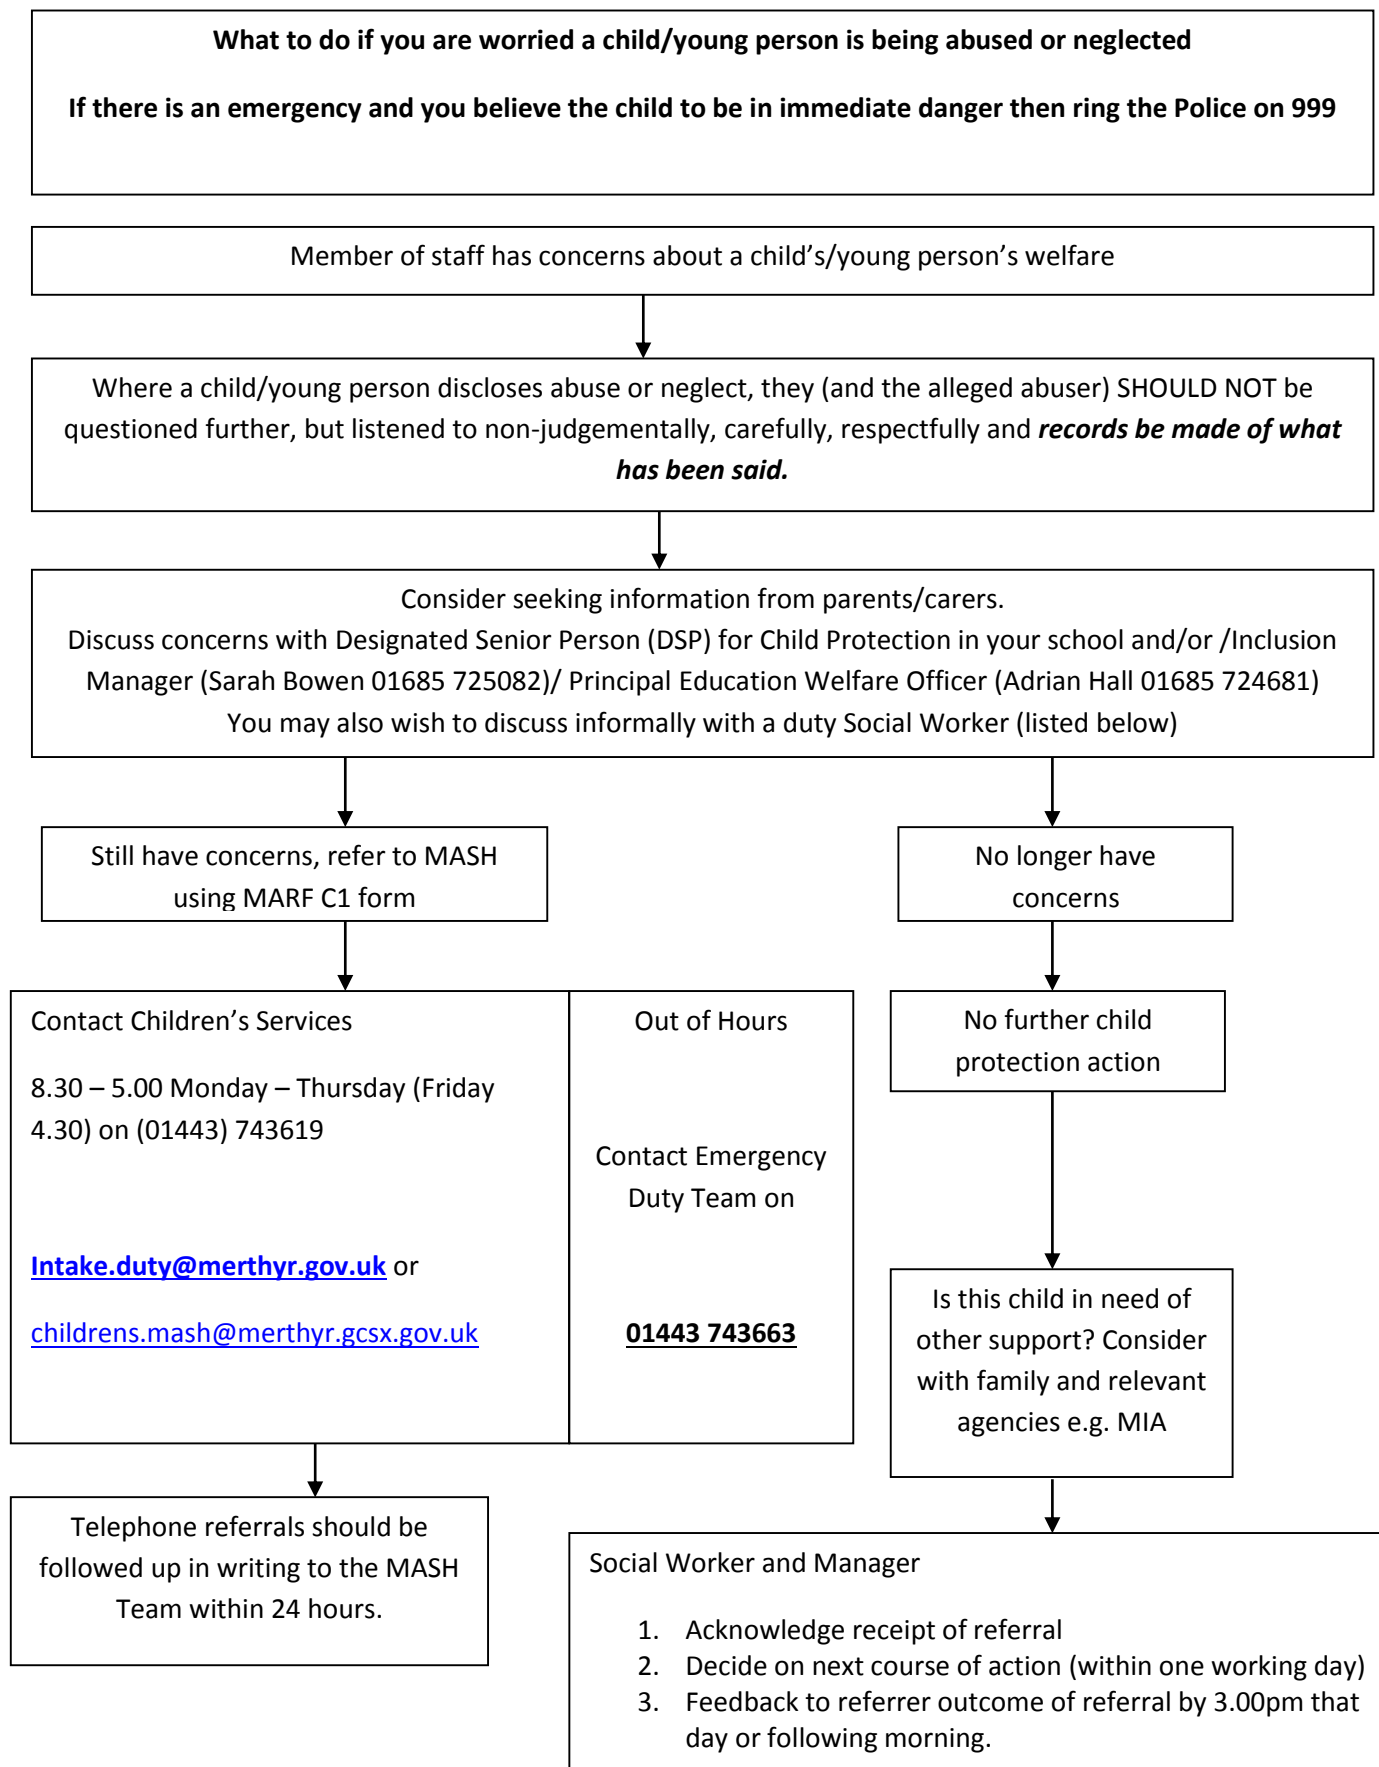 What to do if you are worried a child/young person is being abused or neglected
If there is an emergency and you believe the child to be in immediate danger then ring the Police on 999
Member of staff has concerns about a child’s/young person’s welfare
Where a child/young person discloses abuse or neglect, they (and the alleged abuser) SHOULD NOT be
questioned further, but listened to non-judgementally, carefully, respectfully and records be made of what
has been said.
Consider seeking information from parents/carers.
Discuss concerns with Designated Senior Person (DSP) for Child Protection in your school and/or /Inclusion
Manager (Sarah Bowen 01685 725082)/ Principal Education Welfare Officer (Adrian Hall 01685 724681)
You may also wish to discuss informally with a duty Social Worker (listed below)
Still have concerns, refer to MASH
using MARF C1 form
No longer have
concerns
Contact Children’s Services
8.30 – 5.00 Monday – Thursday (Friday
4.30) on (01443) 743619
Intake.duty@merthyr.gov.uk or
childrens.mash@merthyr.gcsx.gov.uk
Out of Hours
Contact Emergency
Duty Team on
01443 743663
No further child
protection action
Is this child in need of
other support? Consider
with family and relevant
agencies e.g. MIA
Telephone referrals should be
followed up in writing to the MASH
Team within 24 hours.
Social Worker and Manager
1. Acknowledge receipt of referral
2. Decide on next course of action (within one working day)
3. Feedback to referrer outcome of referral by 3.00pm that
day or following morning.